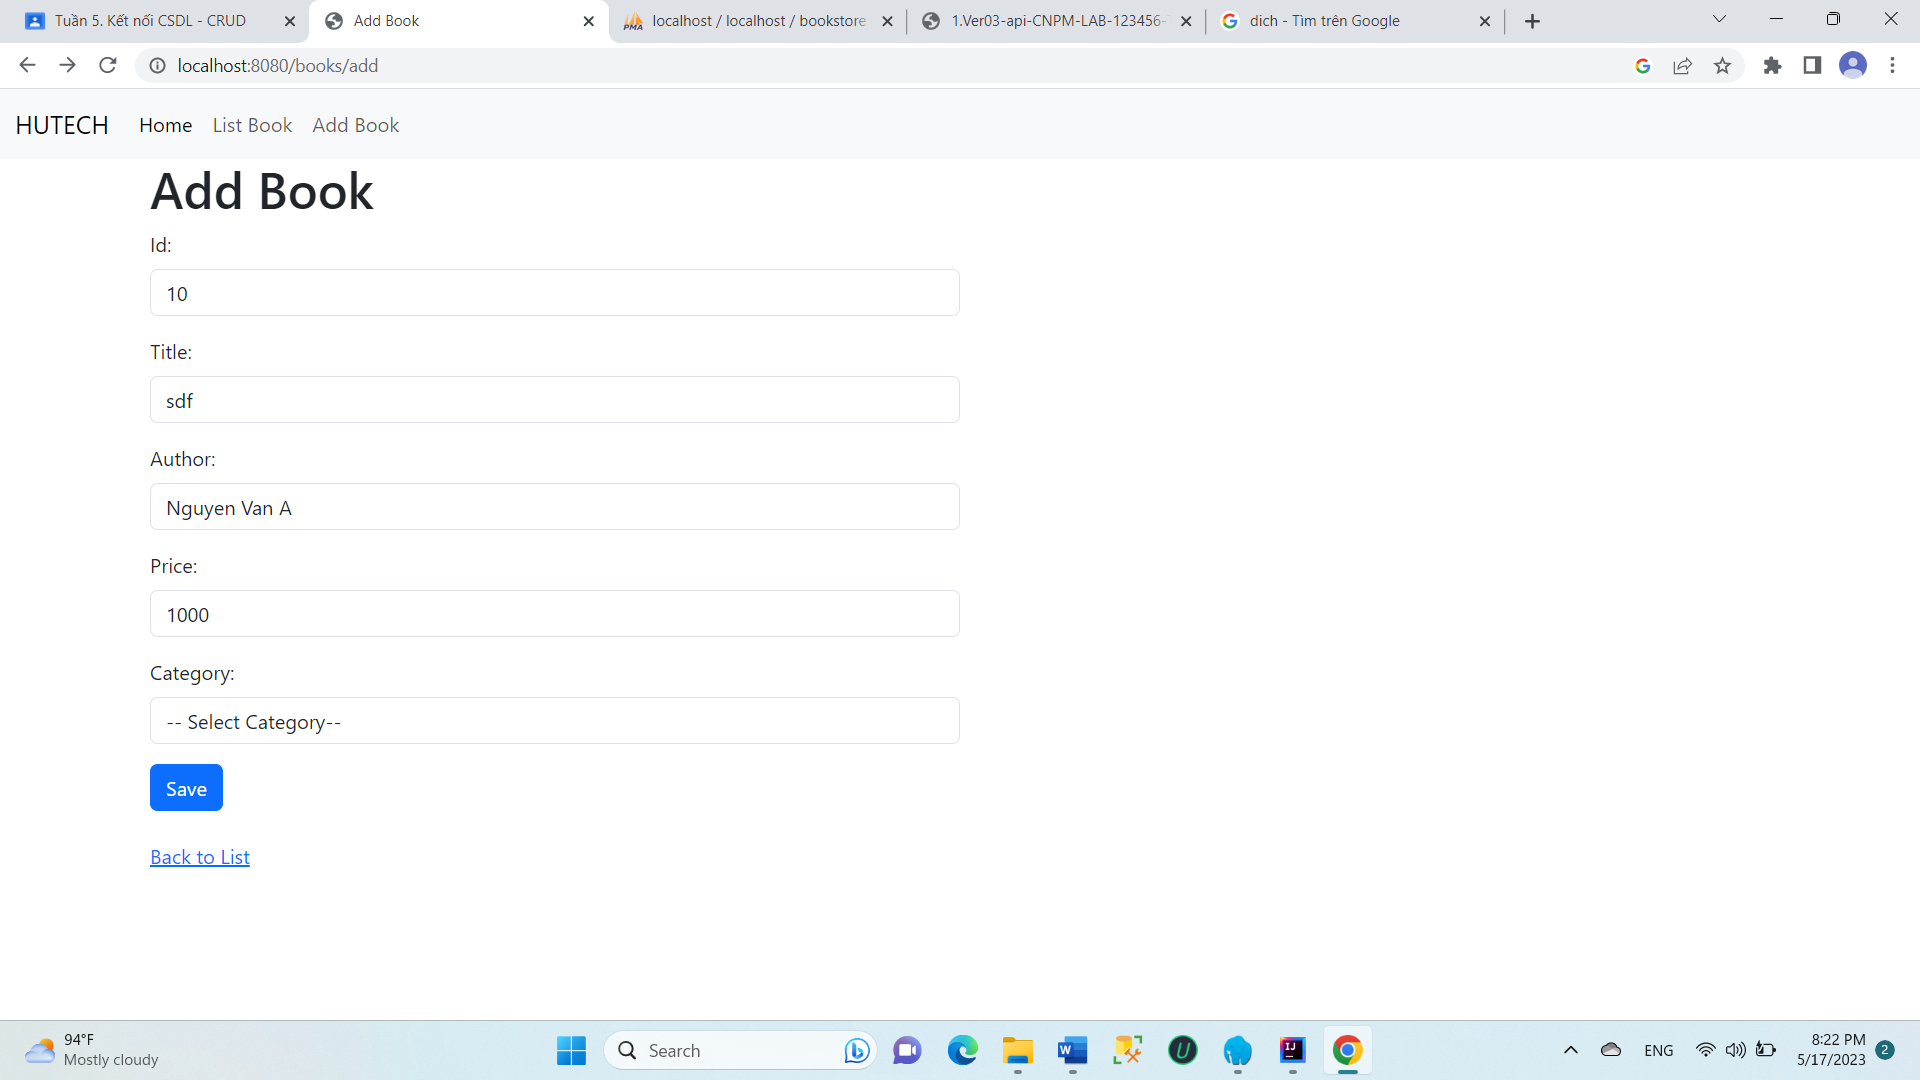 Tuần 5. Kết nối CSDL - CRUD
Add Book
localhost / localhost / bookstore
1.Ver03-api-CNPM-LAB-123456-
dich - Tìm trên Google
localhost:8080/books/add
HUTECH Home List Book Add Book
Add Book
Id:
10
Title:
sdf
Author:
Nguyen Van A
Price:
1000
Category:
-- Select Category--
Save
Back to List
94°F
Mostly cloudy
Search
ENG
8:22 PM
5/17/2023
2